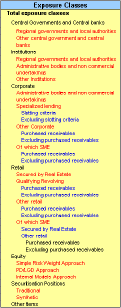 Exposure Classes
Total exposure classes
Central Governments and Central banks
Regional governments and local authorities
Other central government and central
banks
Institutions
Regional governments and local authorities
Administrative bodies and non commercial
undertakings
Other Institutions
Corporate
Administrative bodies and non commercial
undertakings
Specialized lending
Slotting criteria
Excluding slotting criteria
Other Corporate
Purchased receivables
Excluding purchased receivables
Of which SME
Purchased receivables
Excluding purchased receivables
Retail
Secured by Real Estate
Qualifying Revolving
Purchased receivables
Excluding purchased receivables
Other retail
Purchased receivables
Excluding purchased receivables
Of which SME
Secured by Real Estate
Other retail
Purchased receivables
Excluding purchased receivables
Equity
Simple Risk Weight Approach
PD/LGD Approach
Internal Models Approach
Securitisation Positions
Traditional
Synthetic
Other Items